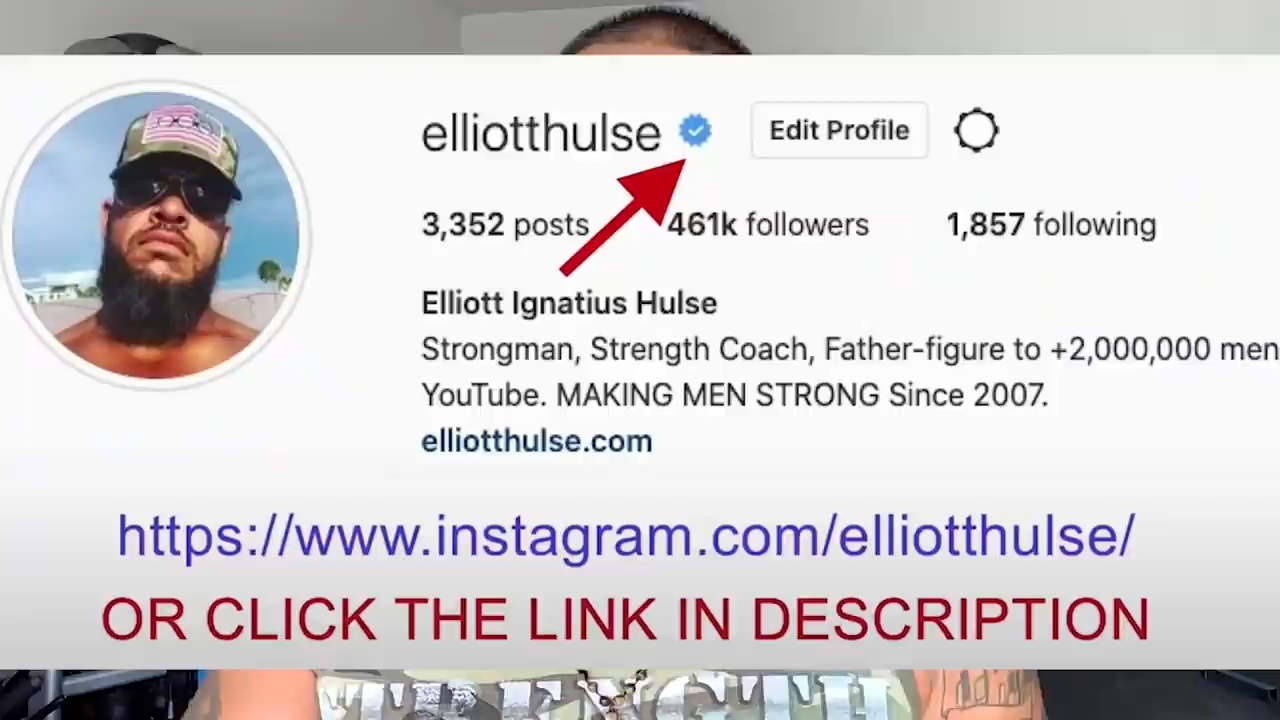 elliotthulse Edit Profile
3,352 posts 461k followers 1,857 following
Elliott Ignatius Hulse
Strongman, Strength Coach, Father-figure to +2,000,000 men
YouTube. MAKING MEN STRONG Since 2007.
elliotthulse.com
https://www.instagram.com/elliotthulse/
OR CLICK THE LINK IN DESCRIPTION